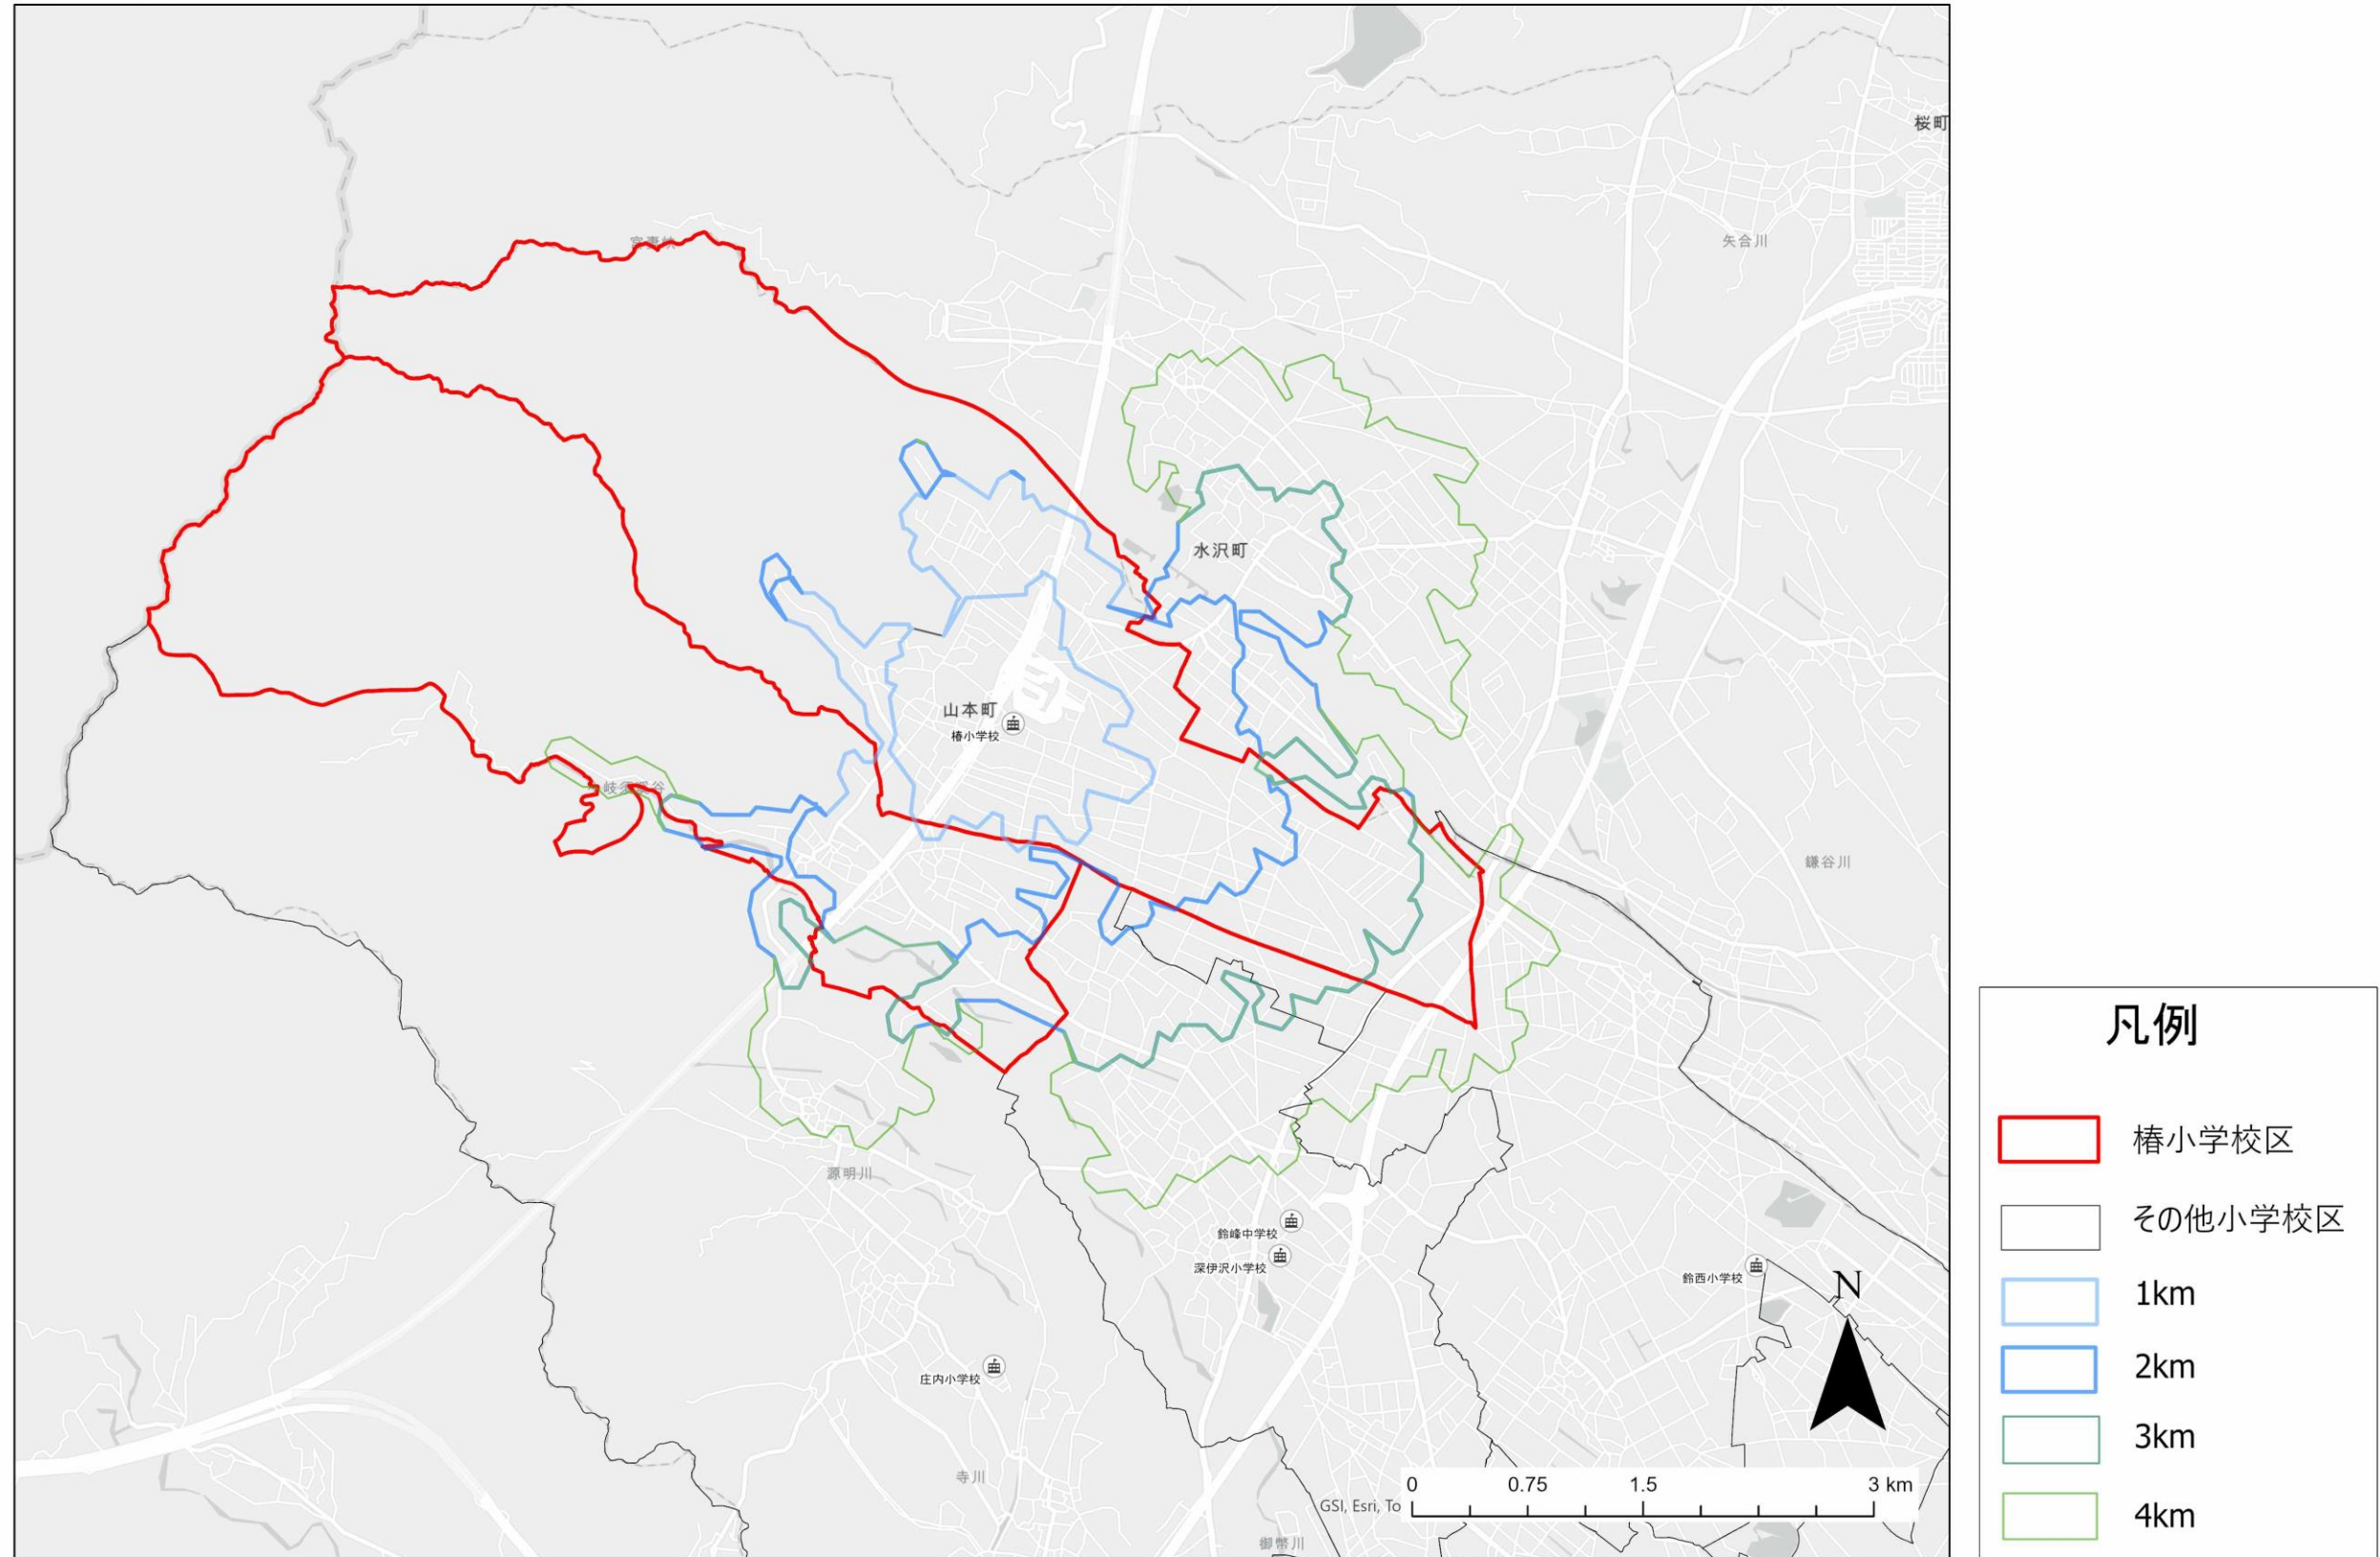 桜町
矢合川
水沢町
山本町
椿小学校
鎌谷川
源明川
鈴峰中学校
深伊沢小学校
鈴西小学校
庄内小学校
寺川
御幣川
N
0 0.75 1.5 3 km
GSI, Esri, To
凡例
椿小学校区
その他小学校区
1km
2km
3km
4km